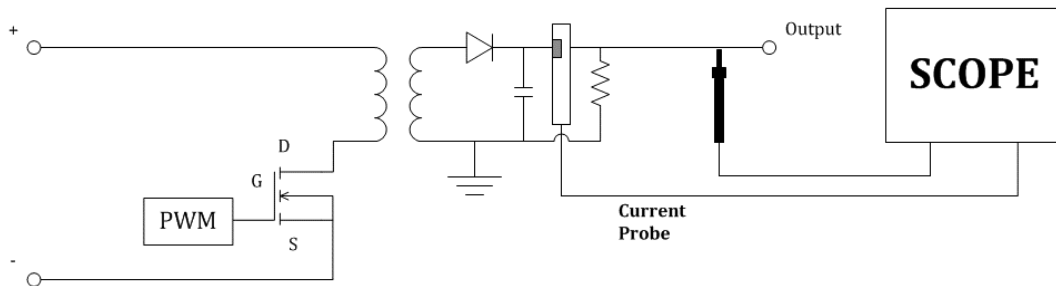 +
Output
SCOPE
D
G
PWM
S
Current
Probe
-